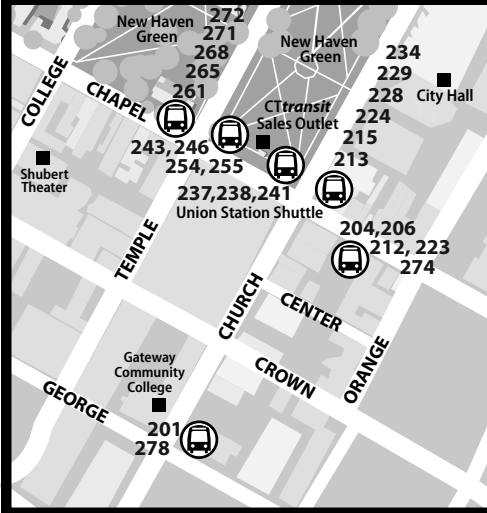 New Haven
Green
272
271
268
265
261
New Haven
Green
234
229
228
224
215
213
City Hall
COLLEGE
CHAPEL
CTtransit
Sales Outlet
243, 246
254, 255
237,238,241
Union Station Shuttle
Shubert
Theater
204,206
212, 223
274
TEMPLE
CHURCH
CENTER
CROWN
ORANGE
Gateway
Community
College
GEORGE
201
278